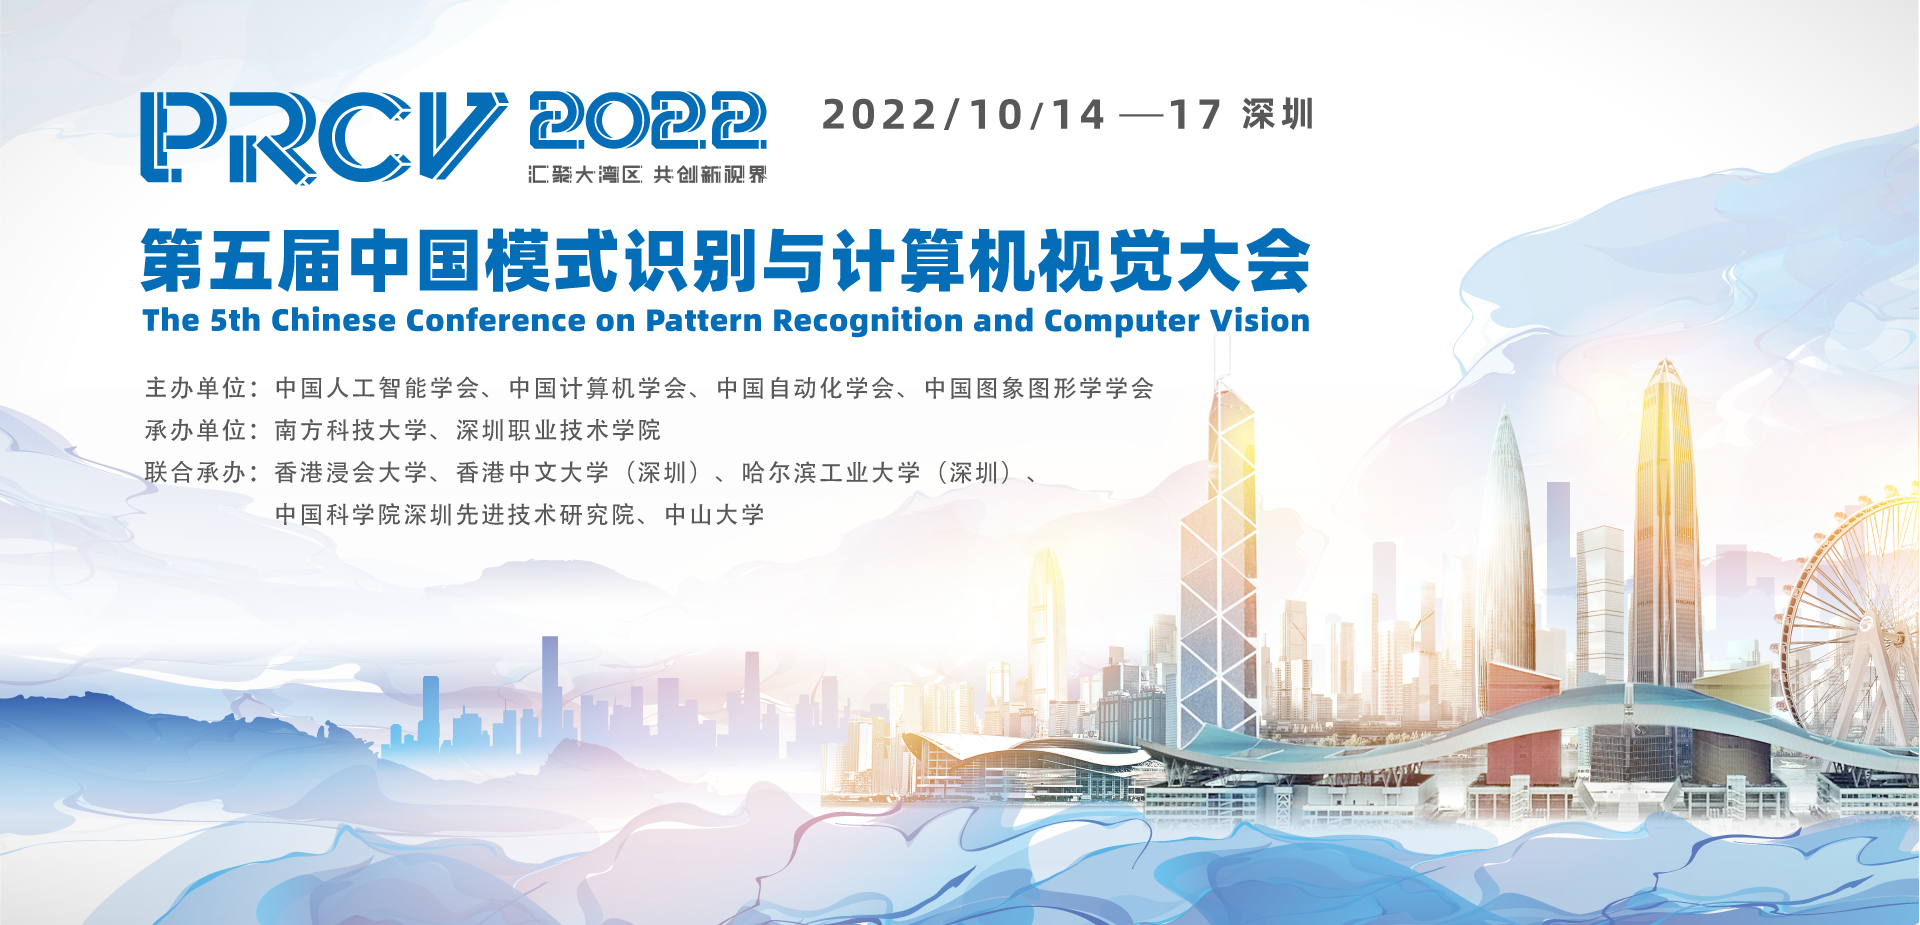 PRCV 2022
汇聚大湾区 共创新视界
2022/10/14—17 深圳
第五届中国模式识别与计算机视觉大会
The 5th Chinese Conference on Pattern Recognition and Computer Vision
主办单位：中国人工智能学会、中国计算机学会、中国自动化学会、中国图象图形学学会
承办单位：南方科技大学、深圳职业技术学院
联合承办：香港浸会大学、香港中文大学（深圳）、哈尔滨工业大学（深圳）、
中国科学院深圳先进技术研究院、中山大学